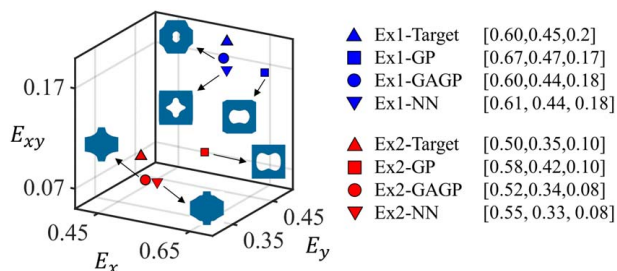 0.17
E_xy
0.07
0.45
0.65
E_x
0.35
0.45
E_y
Ex1-Target [0.60,0.45,0.2]
Ex1-GP [0.67,0.47,0.17]
Ex1-GAGP [0.60,0.44,0.18]
Ex1-NN [0.61, 0.44, 0.18]
Ex2-Target [0.50,0.35,0.10]
Ex2-GP [0.58,0.42,0.10]
Ex2-GAGP [0.52,0.34,0.08]
Ex2-NN [0.55, 0.33, 0.08]